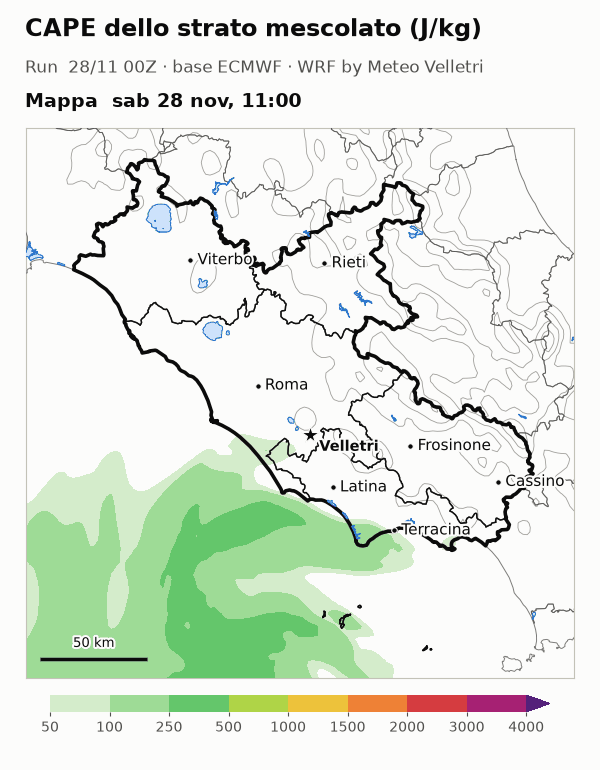 CAPE dello strato mescolato (J/kg)
Run  28/11 00Z · base ECMWF · WRF by Meteo Velletri
Mappa  sab 28 nov, 11:00
Viterbo
Rieti
Roma
Velletri
Frosinone
Cassino
Latina
Terracina
50 km
50 100 250 500 1000 1500 2000 3000 4000